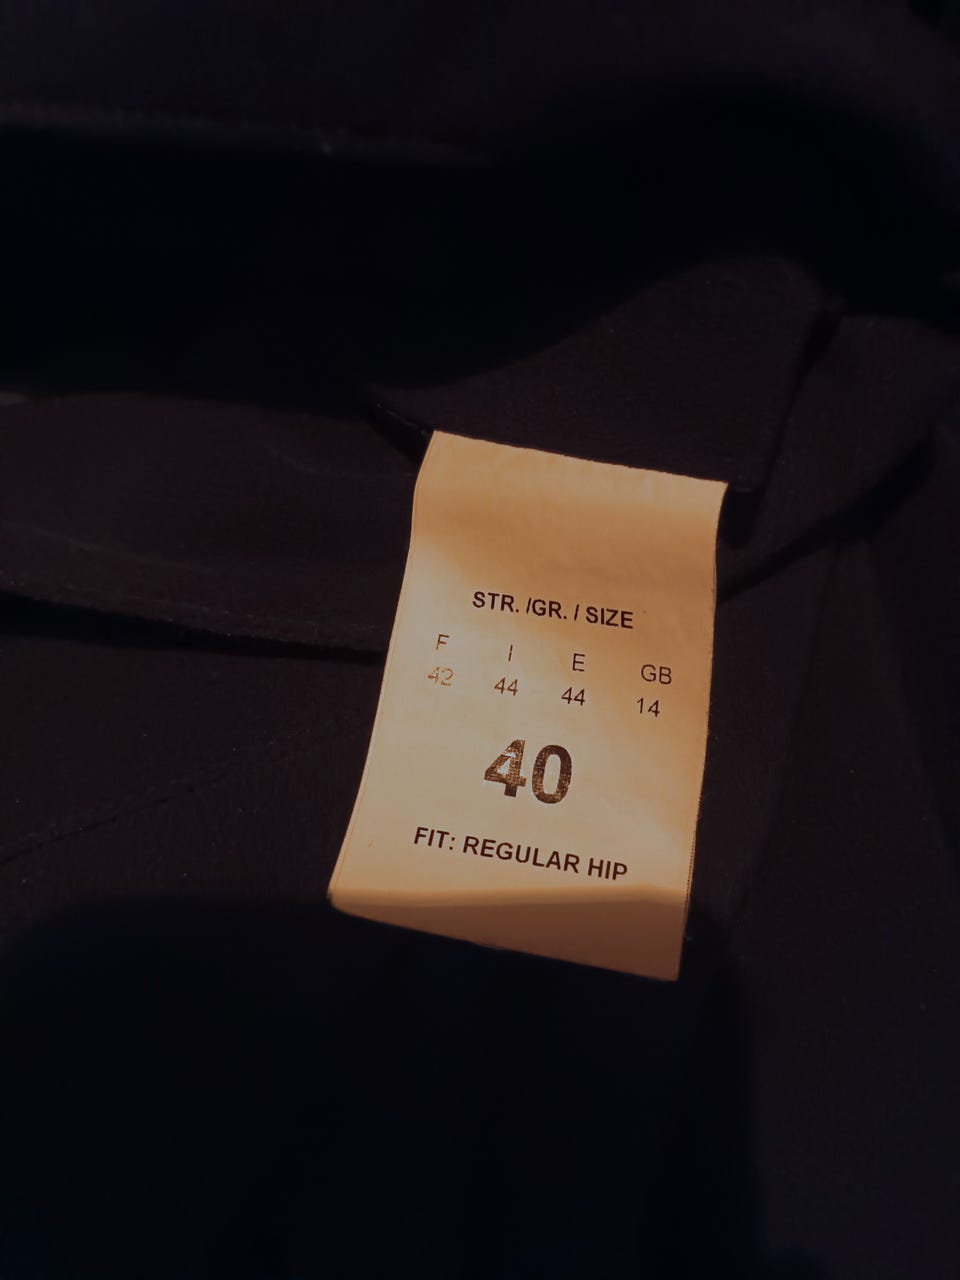 STR. /GR. / SIZE
F I E GB
42 44 44 14
40
FIT: REGULAR HIP